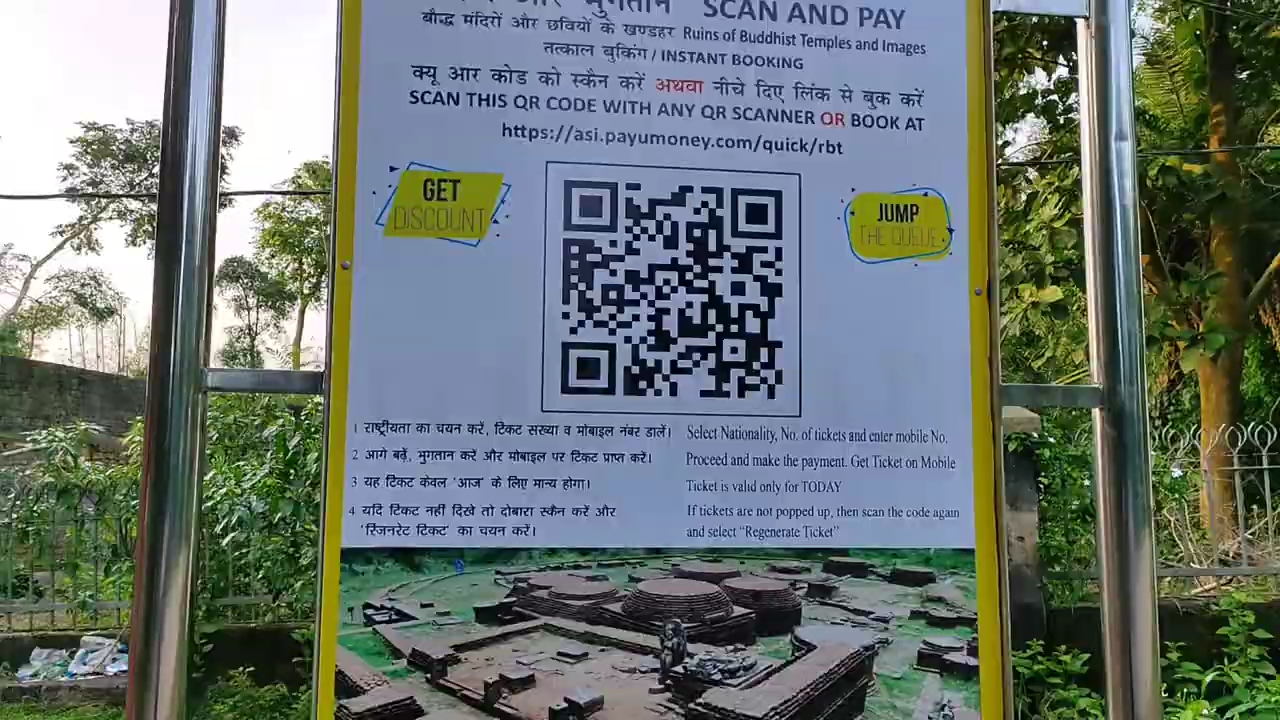 और भुगतान SCAN AND PAY
बौद्ध मंदिरों और छवियों के खण्डहर Ruins of Buddhist Temples and Images
तत्काल बुकिंग / INSTANT BOOKING
क्यू आर कोड को स्कैन करें अथवा नीचे दिए लिंक से बुक करें
SCAN THIS QR CODE WITH ANY QR SCANNER OR BOOK AT
https://asi.payumoney.com/quick/rbt
GET
DISCOUNT
JUMP
THE QUEUE
1 राष्ट्रीयता का चयन करें, टिकट संख्या व मोबाइल नंबर डालें।
Select Nationality, No. of tickets and enter mobile No.
2 आगे बढ़ें, भुगतान करें और मोबाइल पर टिकट प्राप्त करें।
Proceed and make the payment. Get Ticket on Mobile
3 यह टिकट केवल 'आज' के लिए मान्य होगा।
Ticket is valid only for TODAY
4 यदि टिकट नहीं दिखे तो दोबारा स्कैन करें और
'रिजनरेट टिकट' का चयन करें।
If tickets are not popped up, then scan the code again
and select “Regenerate Ticket”